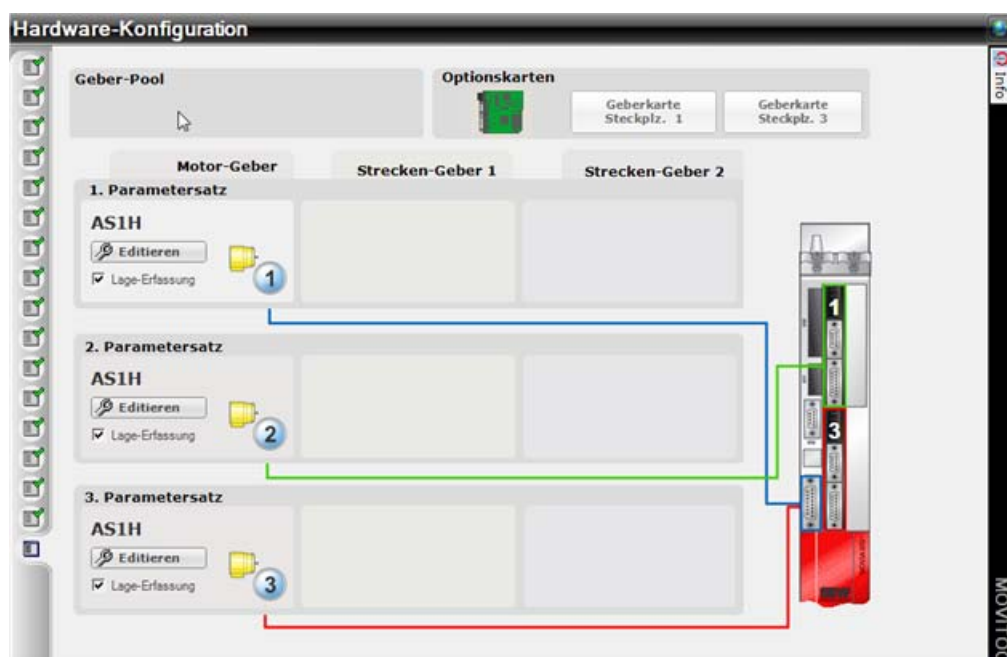 Hardware-Konfiguration
Info
Geber-Pool
Optionskarten
Geberkarte
Steckplz. 1
Geberkarte
Steckplz. 3
Motor-Geber
Strecken-Geber 1
Strecken-Geber 2
1. Parametersatz
AS1H
Editieren
Lage-Erfassung
1
2. Parametersatz
AS1H
Editieren
Lage-Erfassung
2
3. Parametersatz
AS1H
Editieren
Lage-Erfassung
3
1
3